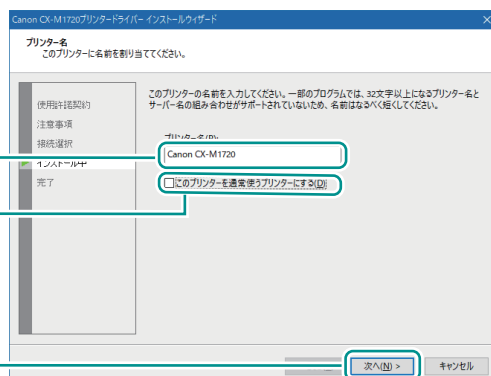 Canon CX-M1720プリンタードライバー インストールウィザード
プリンター名
このプリンターに名前を割り当ててください。
使用許諾契約
注意事項
接続選択
インストール中
完了
このプリンターの名前を入力してください。一部のプログラムでは、32文字以上になるプリンター名と
サーバー名の組み合わせがサポートされていないため、名前はなるべく短くしてください。
プリンター名(P):
Canon CX-M1720
このプリンターを通常使うプリンターにする(D)
次へ(N) >
キャンセル